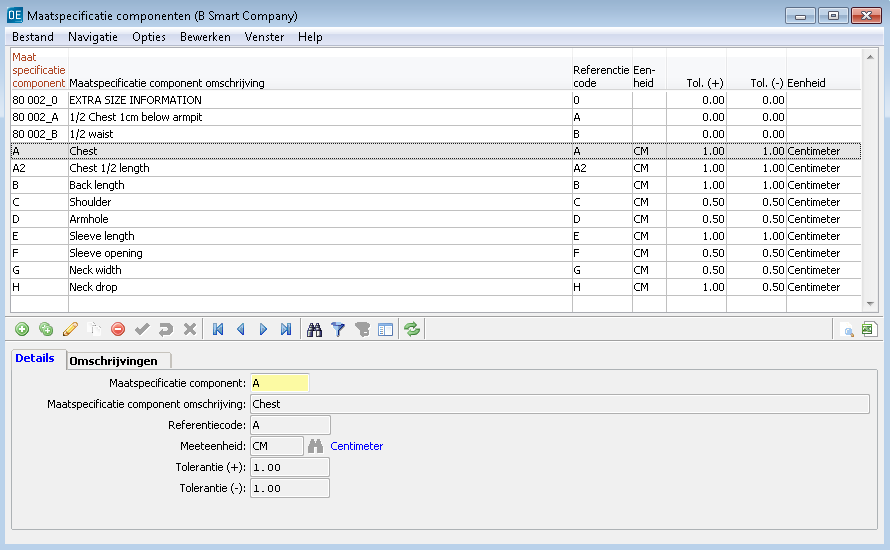 OE Maatspecificatie componenten (B Smart Company)
Bestand Navigatie Opties Bewerken Venster Help
Maat
specificatie Referenctie Een-
component Maatspecificatie component omschrijving code heid Tol. (+) Tol. (-) Eenheid
80 002_0 EXTRA SIZE INFORMATION 0 0.00 0.00
80 002_A 1/2 Chest 1cm below armpit A 0.00 0.00
80 002_B 1/2 waist B 0.00 0.00
A Chest A CM 1.00 1.00 Centimeter
A2 Chest 1/2 length A2 CM 1.00 1.00 Centimeter
B Back length B CM 1.00 1.00 Centimeter
C Shoulder C CM 0.50 0.50 Centimeter
D Armhole D CM 0.50 0.50 Centimeter
E Sleeve length E CM 1.00 1.00 Centimeter
F Sleeve opening F CM 0.50 0.50 Centimeter
G Neck width G CM 0.50 0.50 Centimeter
H Neck drop H CM 1.00 0.50 Centimeter
Details Omschrijvingen
Maatspecificatie component: A
Maatspecificatie component omschrijving: Chest
Referentiecode: A
Meeteenheid: CM Centimeter
Tolerantie (+): 1.00
Tolerantie (-): 1.00